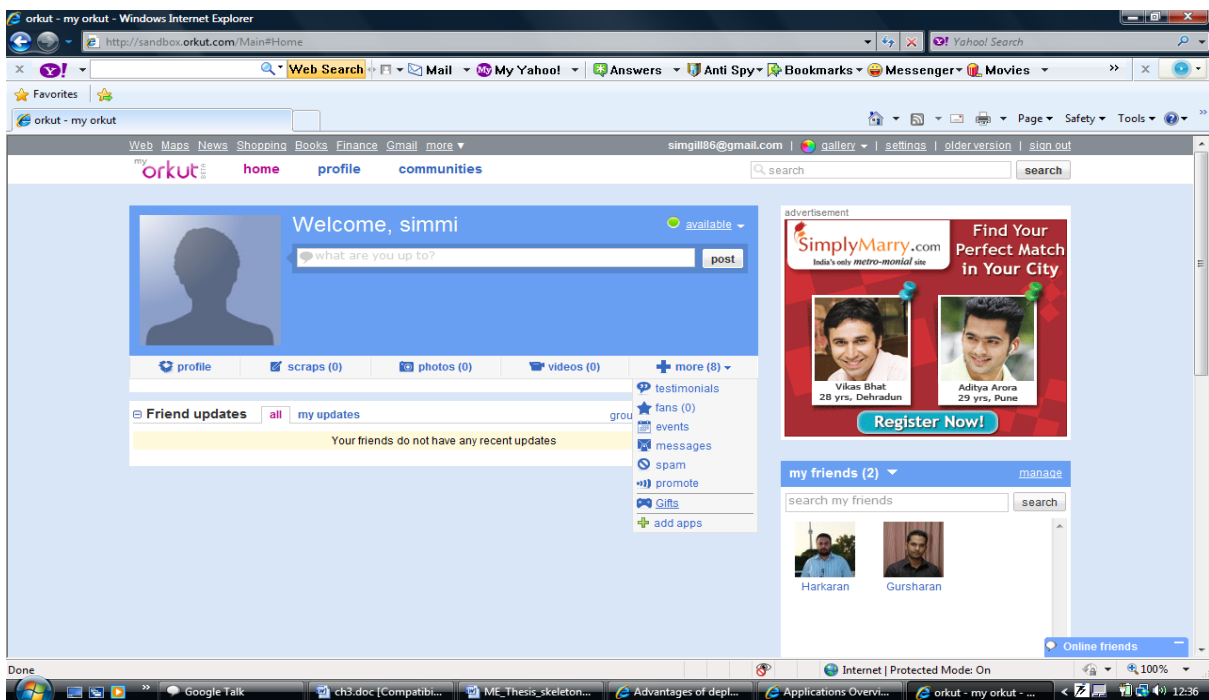 orkut - my orkut - Windows Internet Explorer
http://sandbox.orkut.com/Main#Home
Yahoo! Search
Y! Web Search Mail My Yahoo! Answers Anti Spy Bookmarks Messenger Movies »
Favorites
orkut - my orkut
Page Safety Tools »
Web Maps News Shopping Books Finance Gmail more ▼ simgill86@gmail.com | gallery | settings | older version | sign out
my orkut BETA home profile communities
search search
Welcome, simmi
available
what are you up to?
post
profile scraps (0) photos (0) videos (0) more (8)
testimonials
fans (0)
events
messages
spam
promote
Gifts
add apps
Friend updates all my updates grou
Your friends do not have any recent updates
advertisement
SimplyMarry.com
India's only metro-monial site
Find Your
Perfect Match
in Your City
Vikas Bhat
28 yrs, Dehradun
Aditya Arora
29 yrs, Pune
Register Now!
my friends (2) manage
search my friends search
Harkaran Gursharan
Online friends
Done Internet | Protected Mode: On 100%
» Google Talk ch3.doc [Compatibi... ME_Thesis_skeleton... Advantages of depl... Applications Overvi... orkut - my orkut - ... 12:36